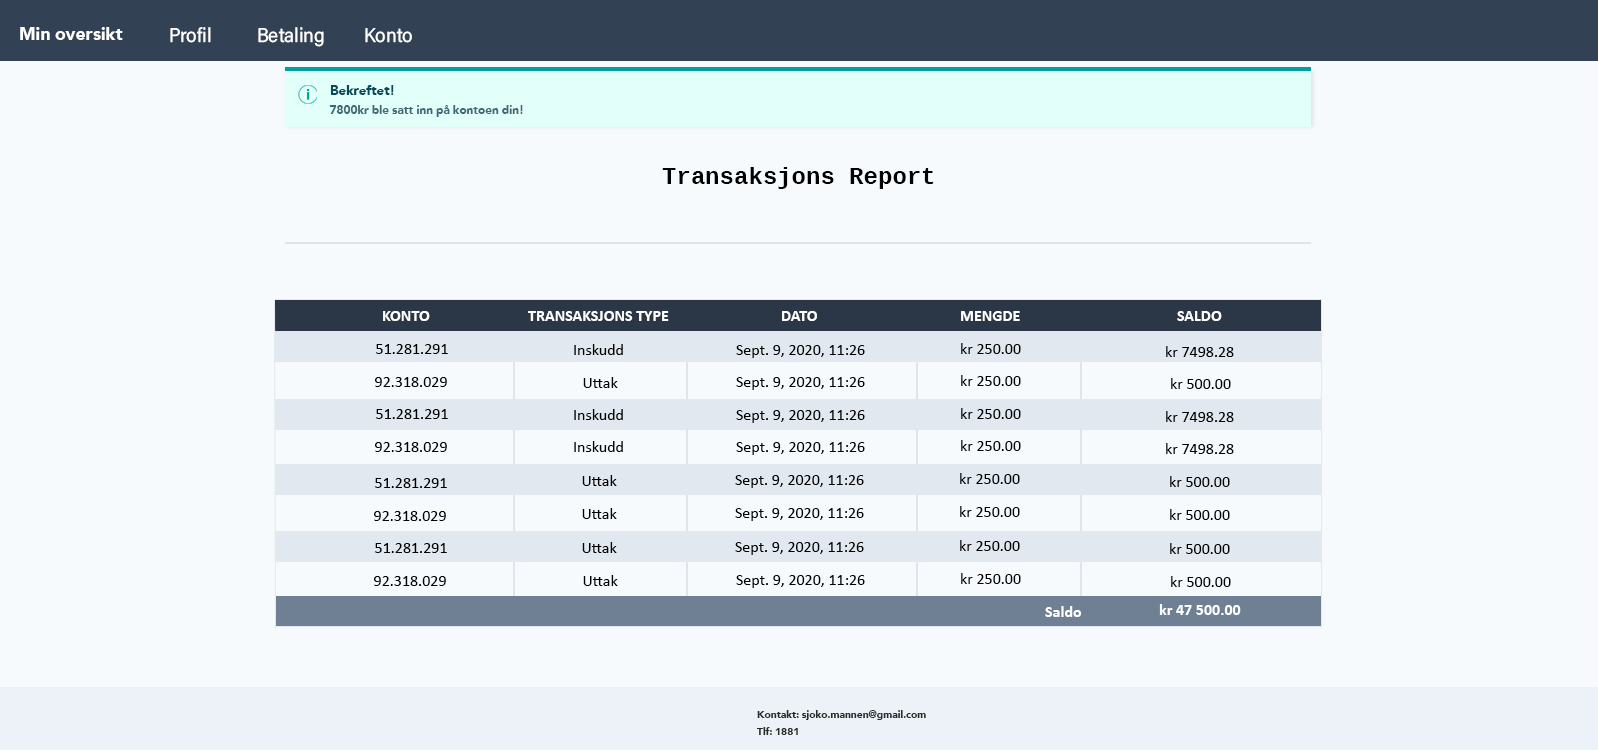 Min oversikt Profil Betaling Konto
Bekreftet!
7800kr ble satt inn på kontoen din!
Transaksjons Report
KONTO TRANSAKSJONS TYPE DATO MENGDE SALDO
51.281.291 Inskudd Sept. 9, 2020, 11:26 kr 250.00 kr 7498.28
92.318.029 Uttak Sept. 9, 2020, 11:26 kr 250.00 kr 500.00
51.281.291 Inskudd Sept. 9, 2020, 11:26 kr 250.00 kr 7498.28
92.318.029 Inskudd Sept. 9, 2020, 11:26 kr 250.00 kr 7498.28
51.281.291 Uttak Sept. 9, 2020, 11:26 kr 250.00 kr 500.00
92.318.029 Uttak Sept. 9, 2020, 11:26 kr 250.00 kr 500.00
51.281.291 Uttak Sept. 9, 2020, 11:26 kr 250.00 kr 500.00
92.318.029 Uttak Sept. 9, 2020, 11:26 kr 250.00 kr 500.00
Saldo kr 47 500.00
Kontakt: sjoko.mannen@gmail.com
Tlf: 1881